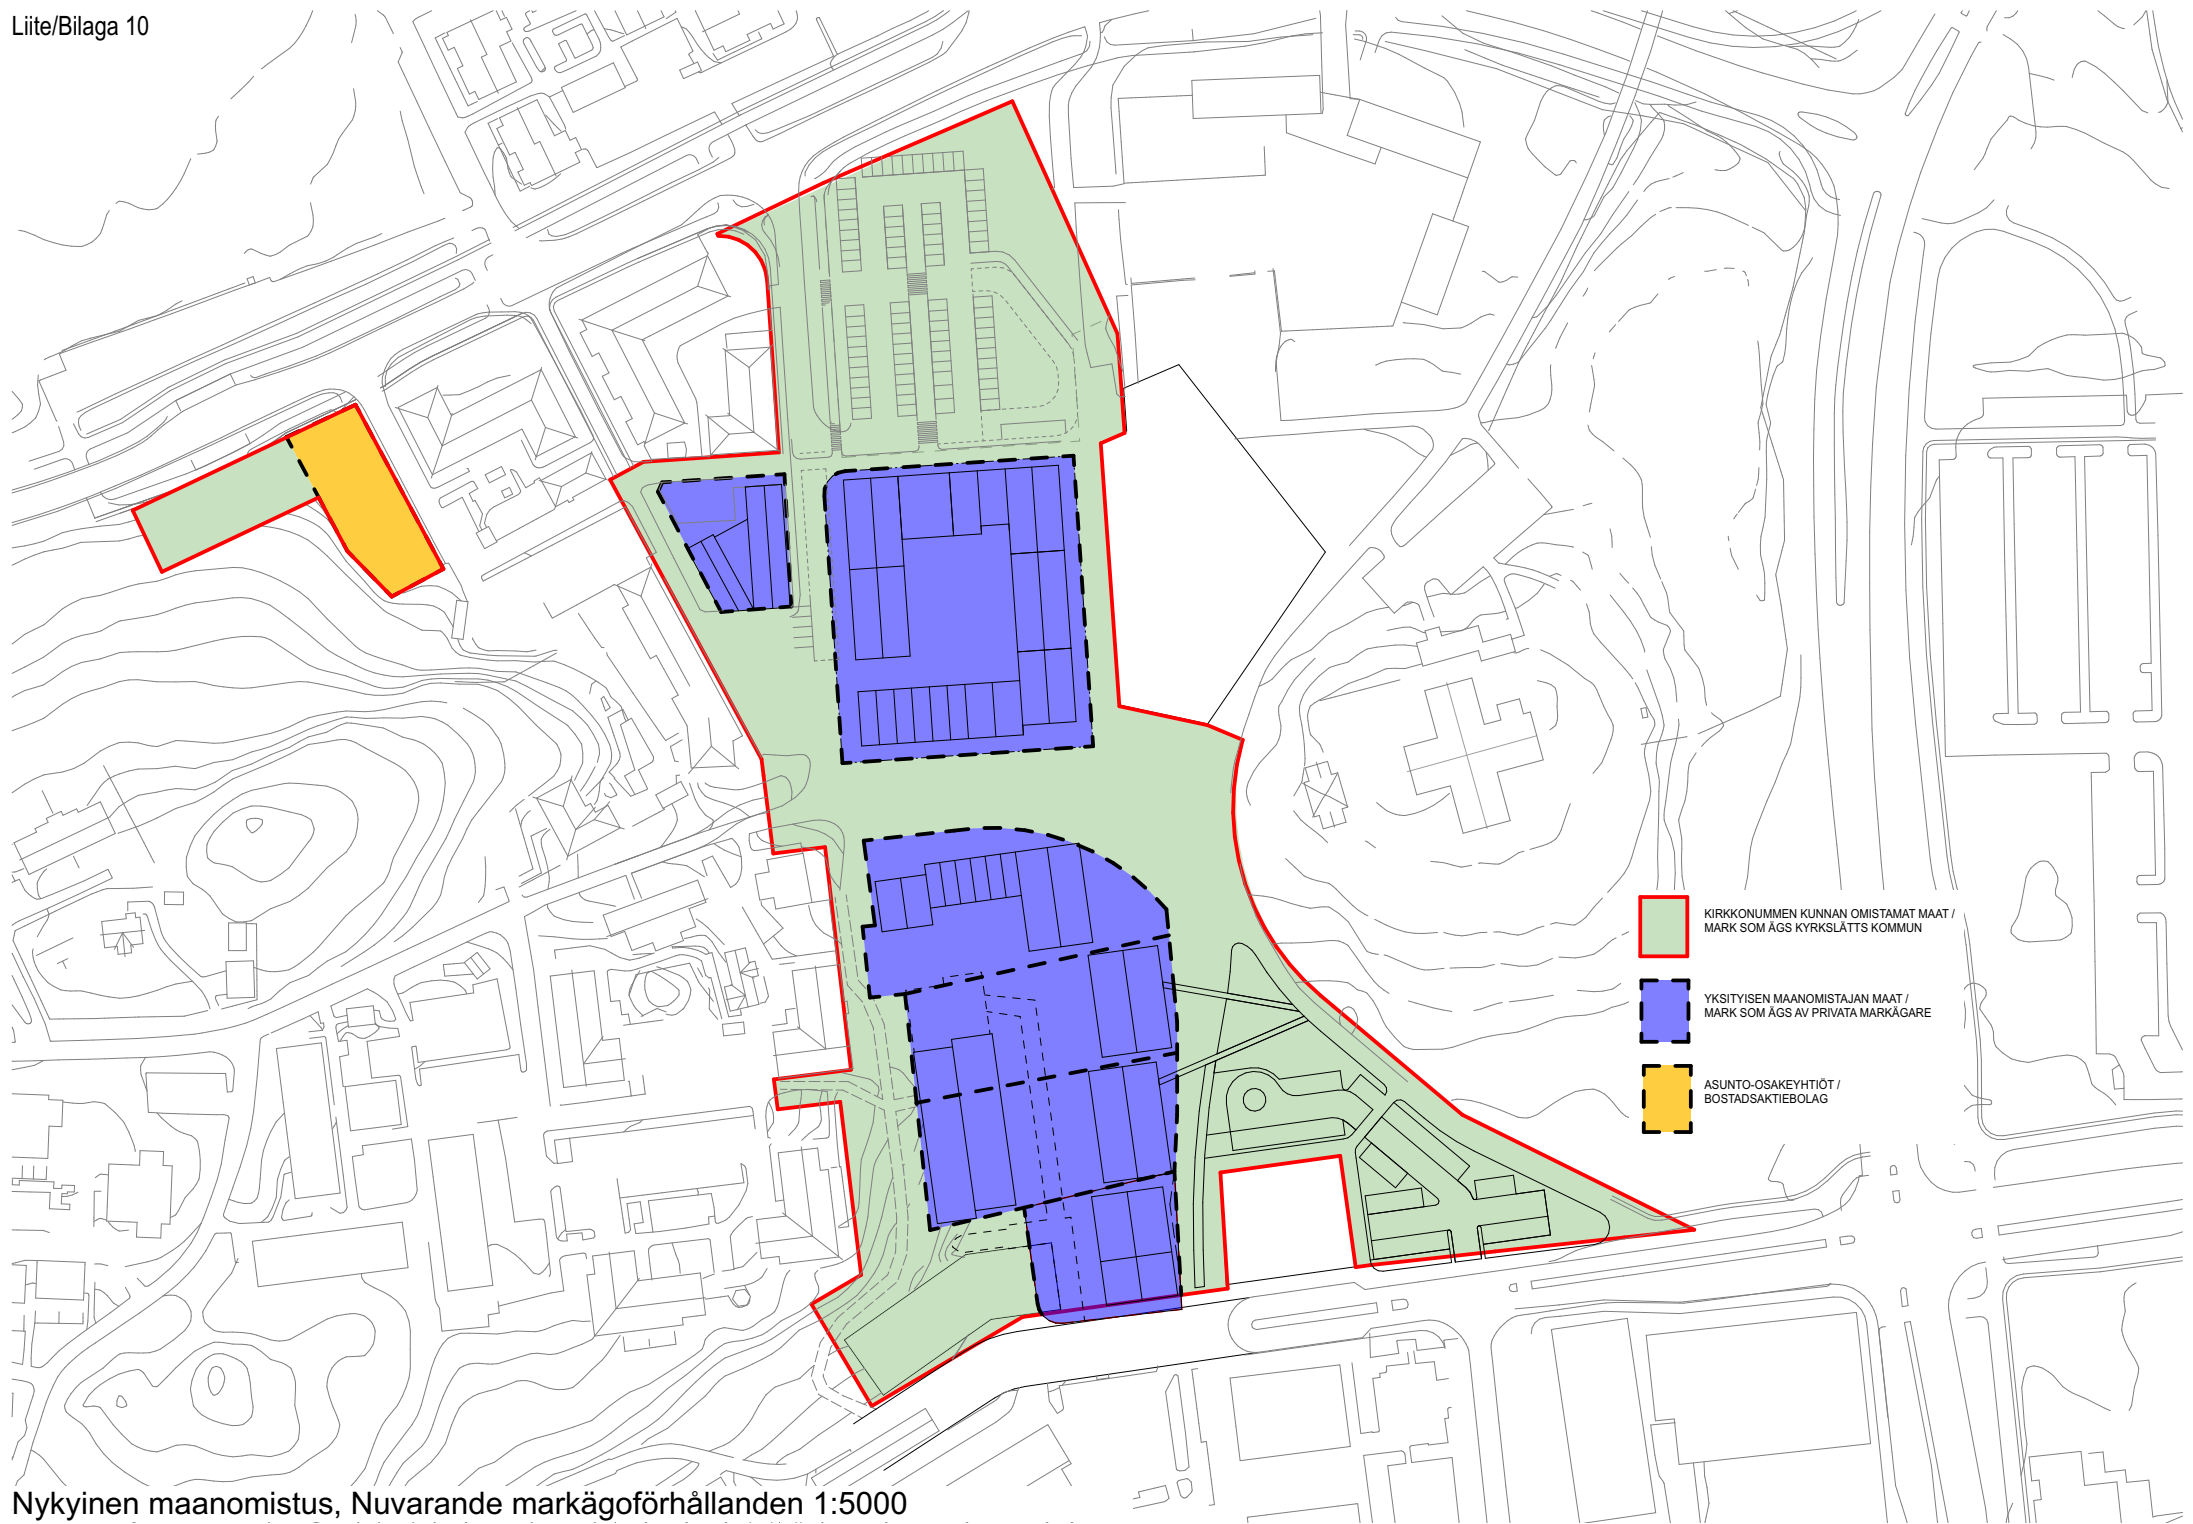 Liite/Bilaga 10
KIRKKONUMMEN KUNNAN OMISTAMAT MAAT /
MARK SOM ÄGS KYRKSLÄTTS KOMMUN
YKSITYISEN MAANOMISTAJAN MAAT /
MARK SOM ÄGS AV PRIVATA MARKÄGARE
ASUNTO-OSAKEYHTIÖT /
BOSTADSAKTIEBOLAG
Nykyinen maanomistus, Nuvarande markägoförhållanden 1:5000